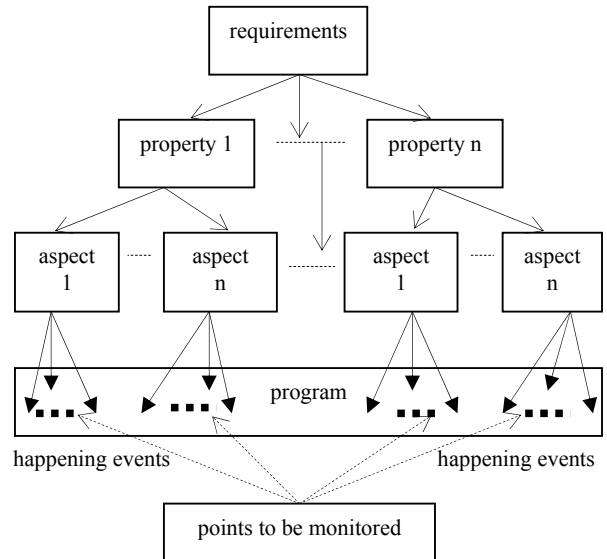 requirements
property 1
property n
aspect
1
aspect
n
aspect
1
aspect
n
program
happening events
happening events
points to be monitored